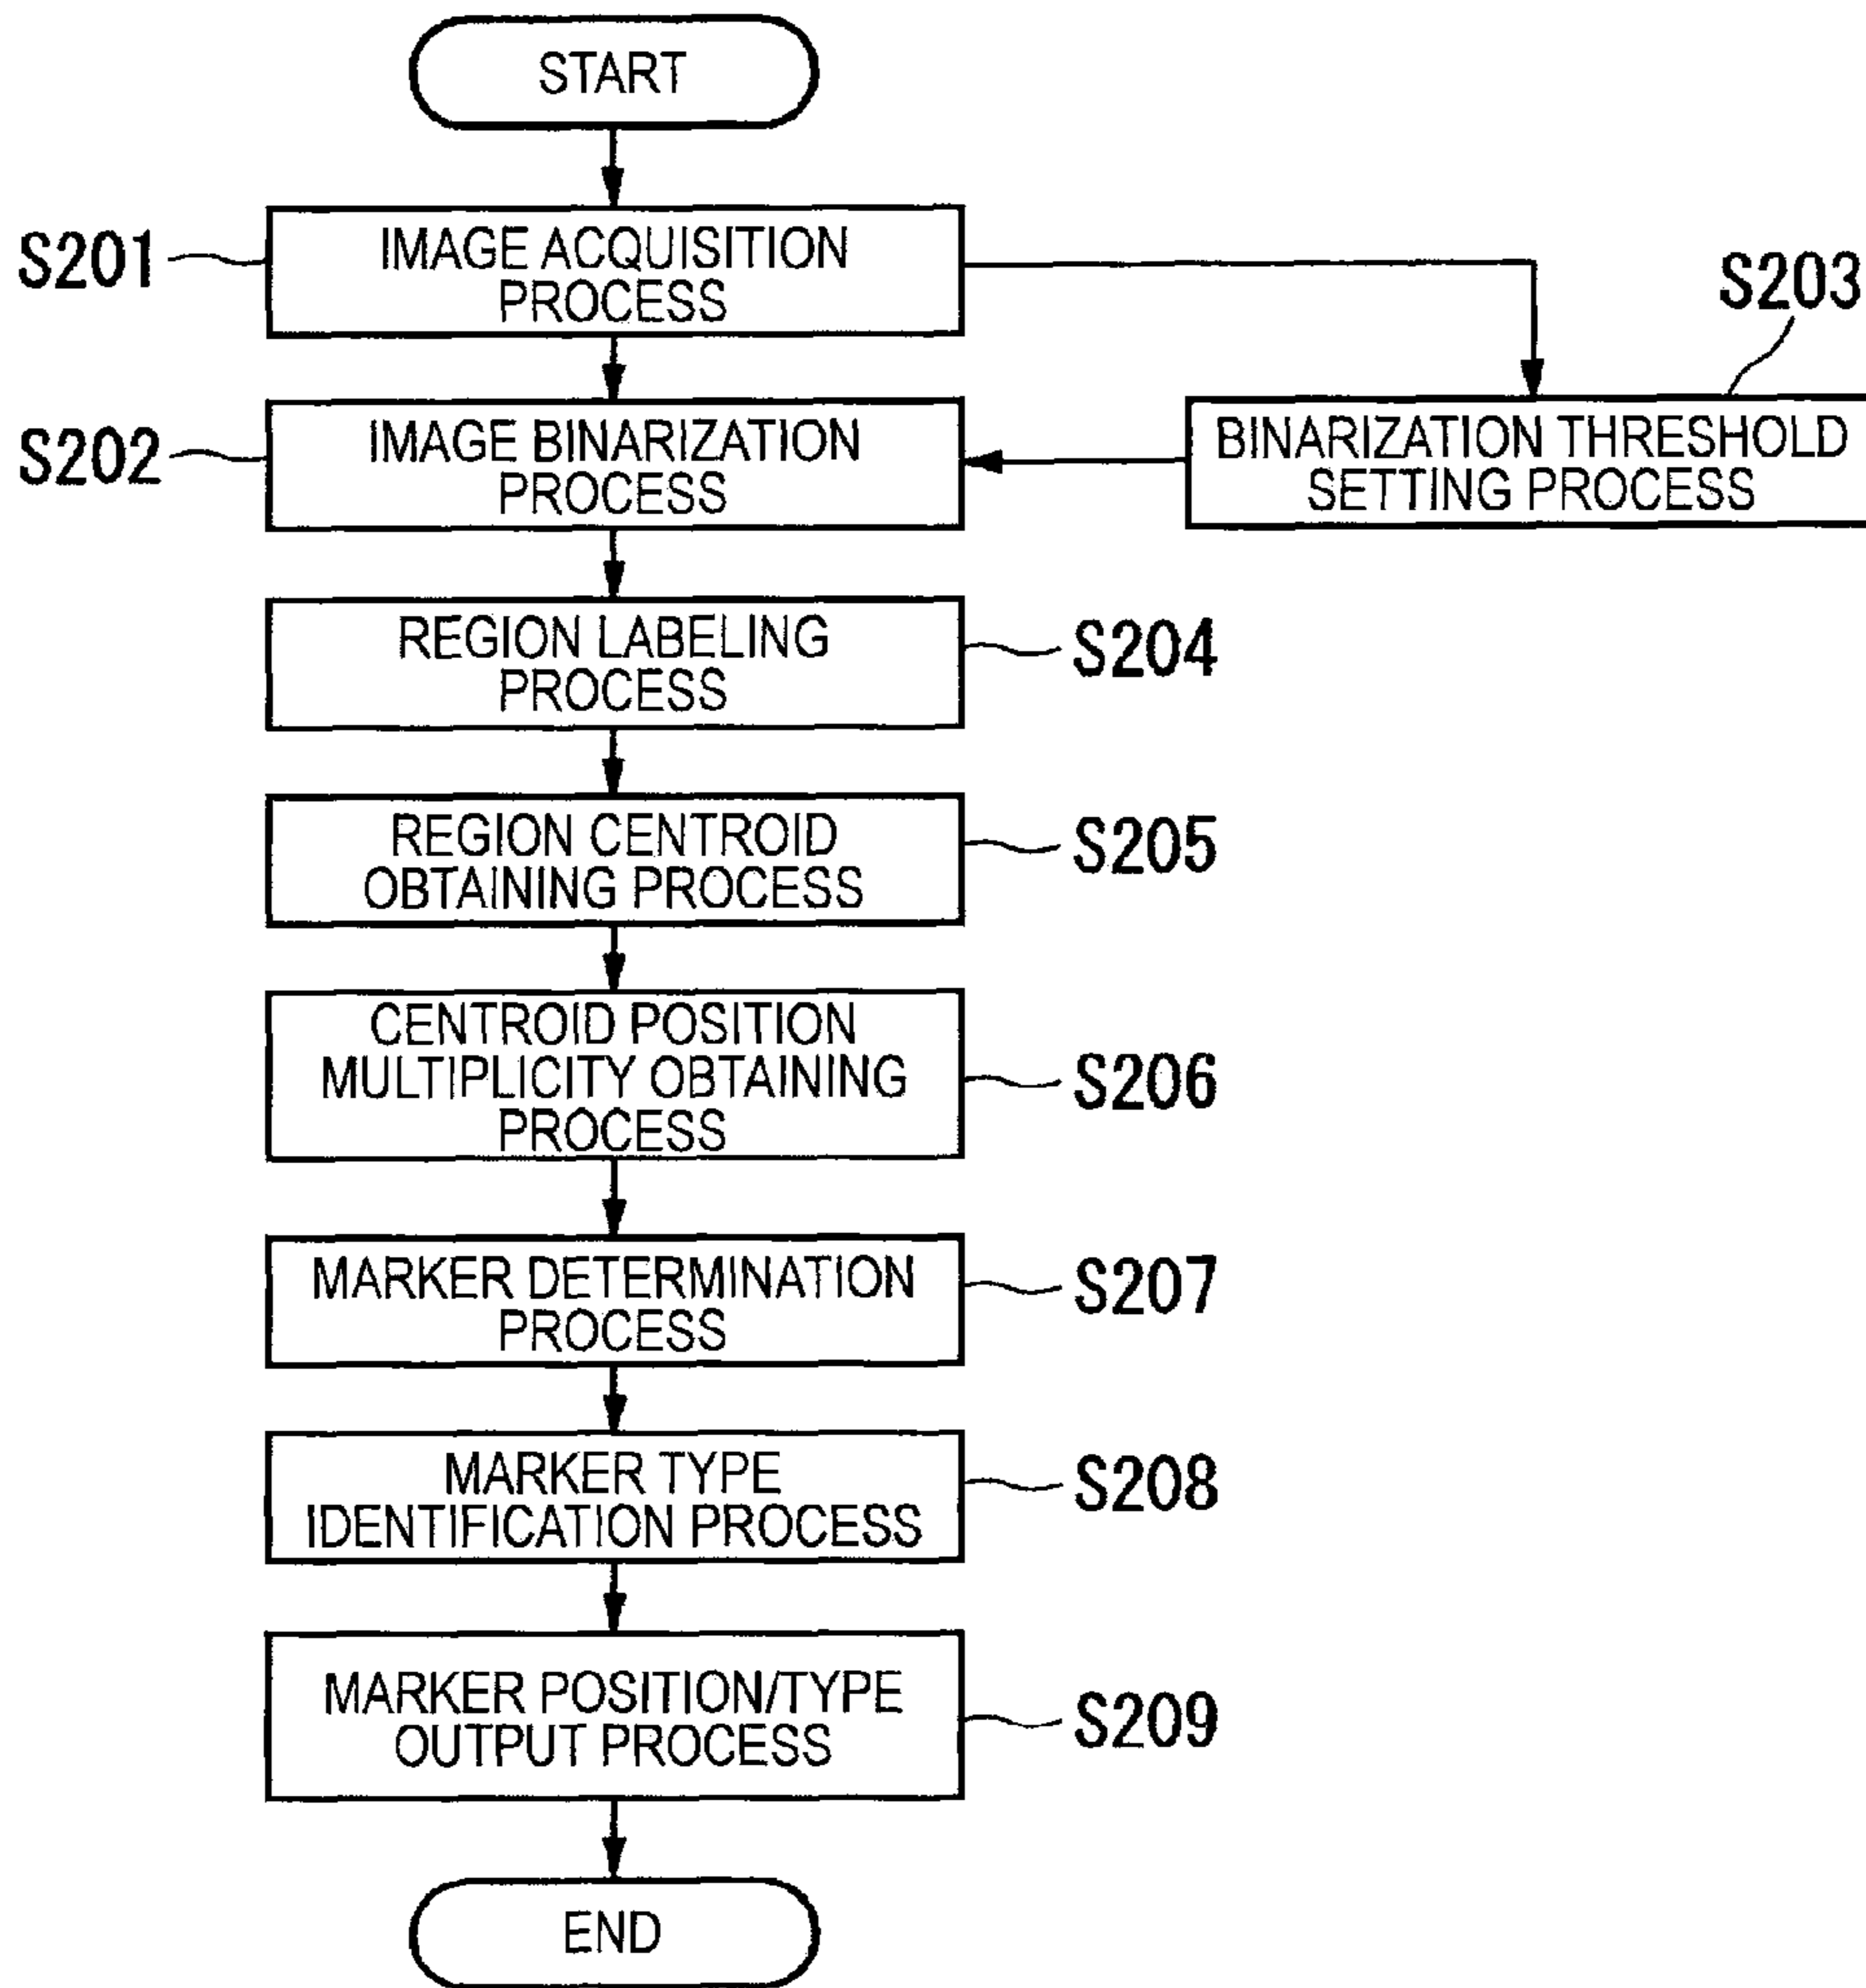 START
S201
IMAGE ACQUISITION
PROCESS
S203
S202
IMAGE BINARIZATION
PROCESS
BINARIZATION THRESHOLD
SETTING PROCESS
REGION LABELING
PROCESS
S204
REGION CENTROID
OBTAINING PROCESS
S205
CENTROID POSITION
MULTIPLICITY OBTAINING
PROCESS
S206
MARKER DETERMINATION
PROCESS
S207
MARKER TYPE
IDENTIFICATION PROCESS
S208
MARKER POSITION/TYPE
OUTPUT PROCESS
S209
END